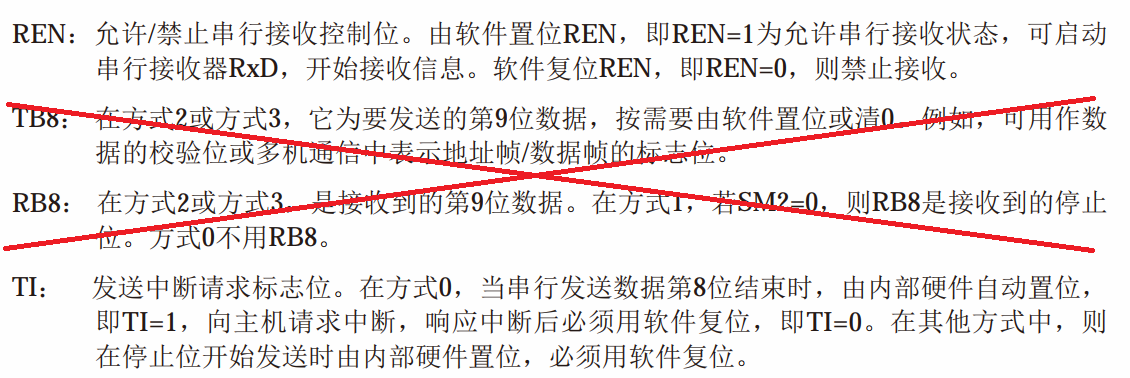 REN：允许/禁止串行接收控制位。由软件置位REN，即REN=1为允许串行接收状态，可启动
串行接收器RxD，开始接收信息。软件复位REN，即REN=0，则禁止接收。
TB8：在方式2或方式3，它为要发送的第9位数据，按需要由软件置位或清0。例如，可用作数
据的校验位或多机通信中表示地址帧/数据帧的标志位。
RB8：在方式2或方式3，是接收到的第9位数据。在方式1，若SM2=0，则RB8是接收到的停止
位。方式0不用RB8。
TI：发送中断请求标志位。在方式0，当串行发送数据第8位结束时，由内部硬件自动置位，
即TI=1，向主机请求中断，响应中断后必须用软件复位，即TI=0。在其他方式中，则
在停止位开始发送时由内部硬件置位，必须用软件复位。